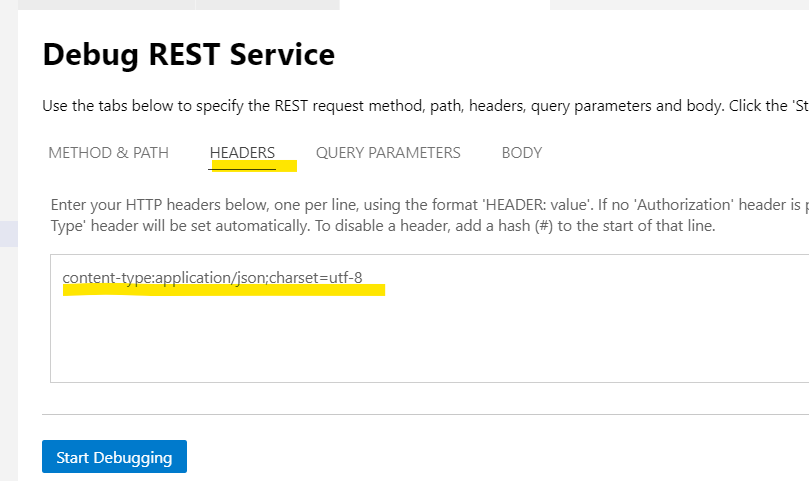 Debug REST Service
Use the tabs below to specify the REST request method, path, headers, query parameters and body. Click the 'St
METHOD & PATH HEADERS QUERY PARAMETERS BODY
Enter your HTTP headers below, one per line, using the format 'HEADER: value'. If no 'Authorization' header is p
Type' header will be set automatically. To disable a header, add a hash (#) to the start of that line.
content-type:application/json;charset=utf-8
Start Debugging